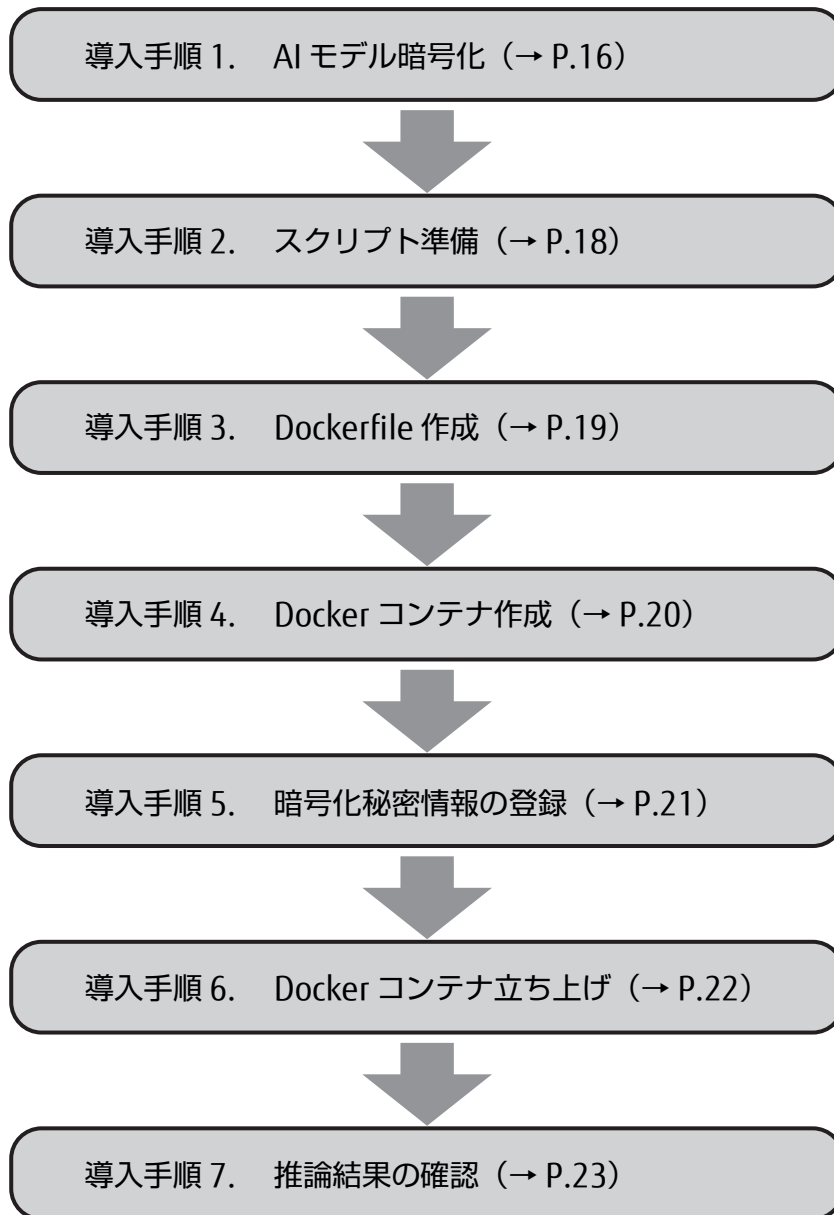 導入手順 1. AI モデル暗号化（→ P.16）
導入手順 2. スクリプト準備（→ P.18）
導入手順 3. Dockerfile 作成（→ P.19）
導入手順 4. Docker コンテナ作成（→ P.20）
導入手順 5. 暗号化秘密情報の登録（→ P.21）
導入手順 6. Docker コンテナ立ち上げ（→ P.22）
導入手順 7. 推論結果の確認（→ P.23）